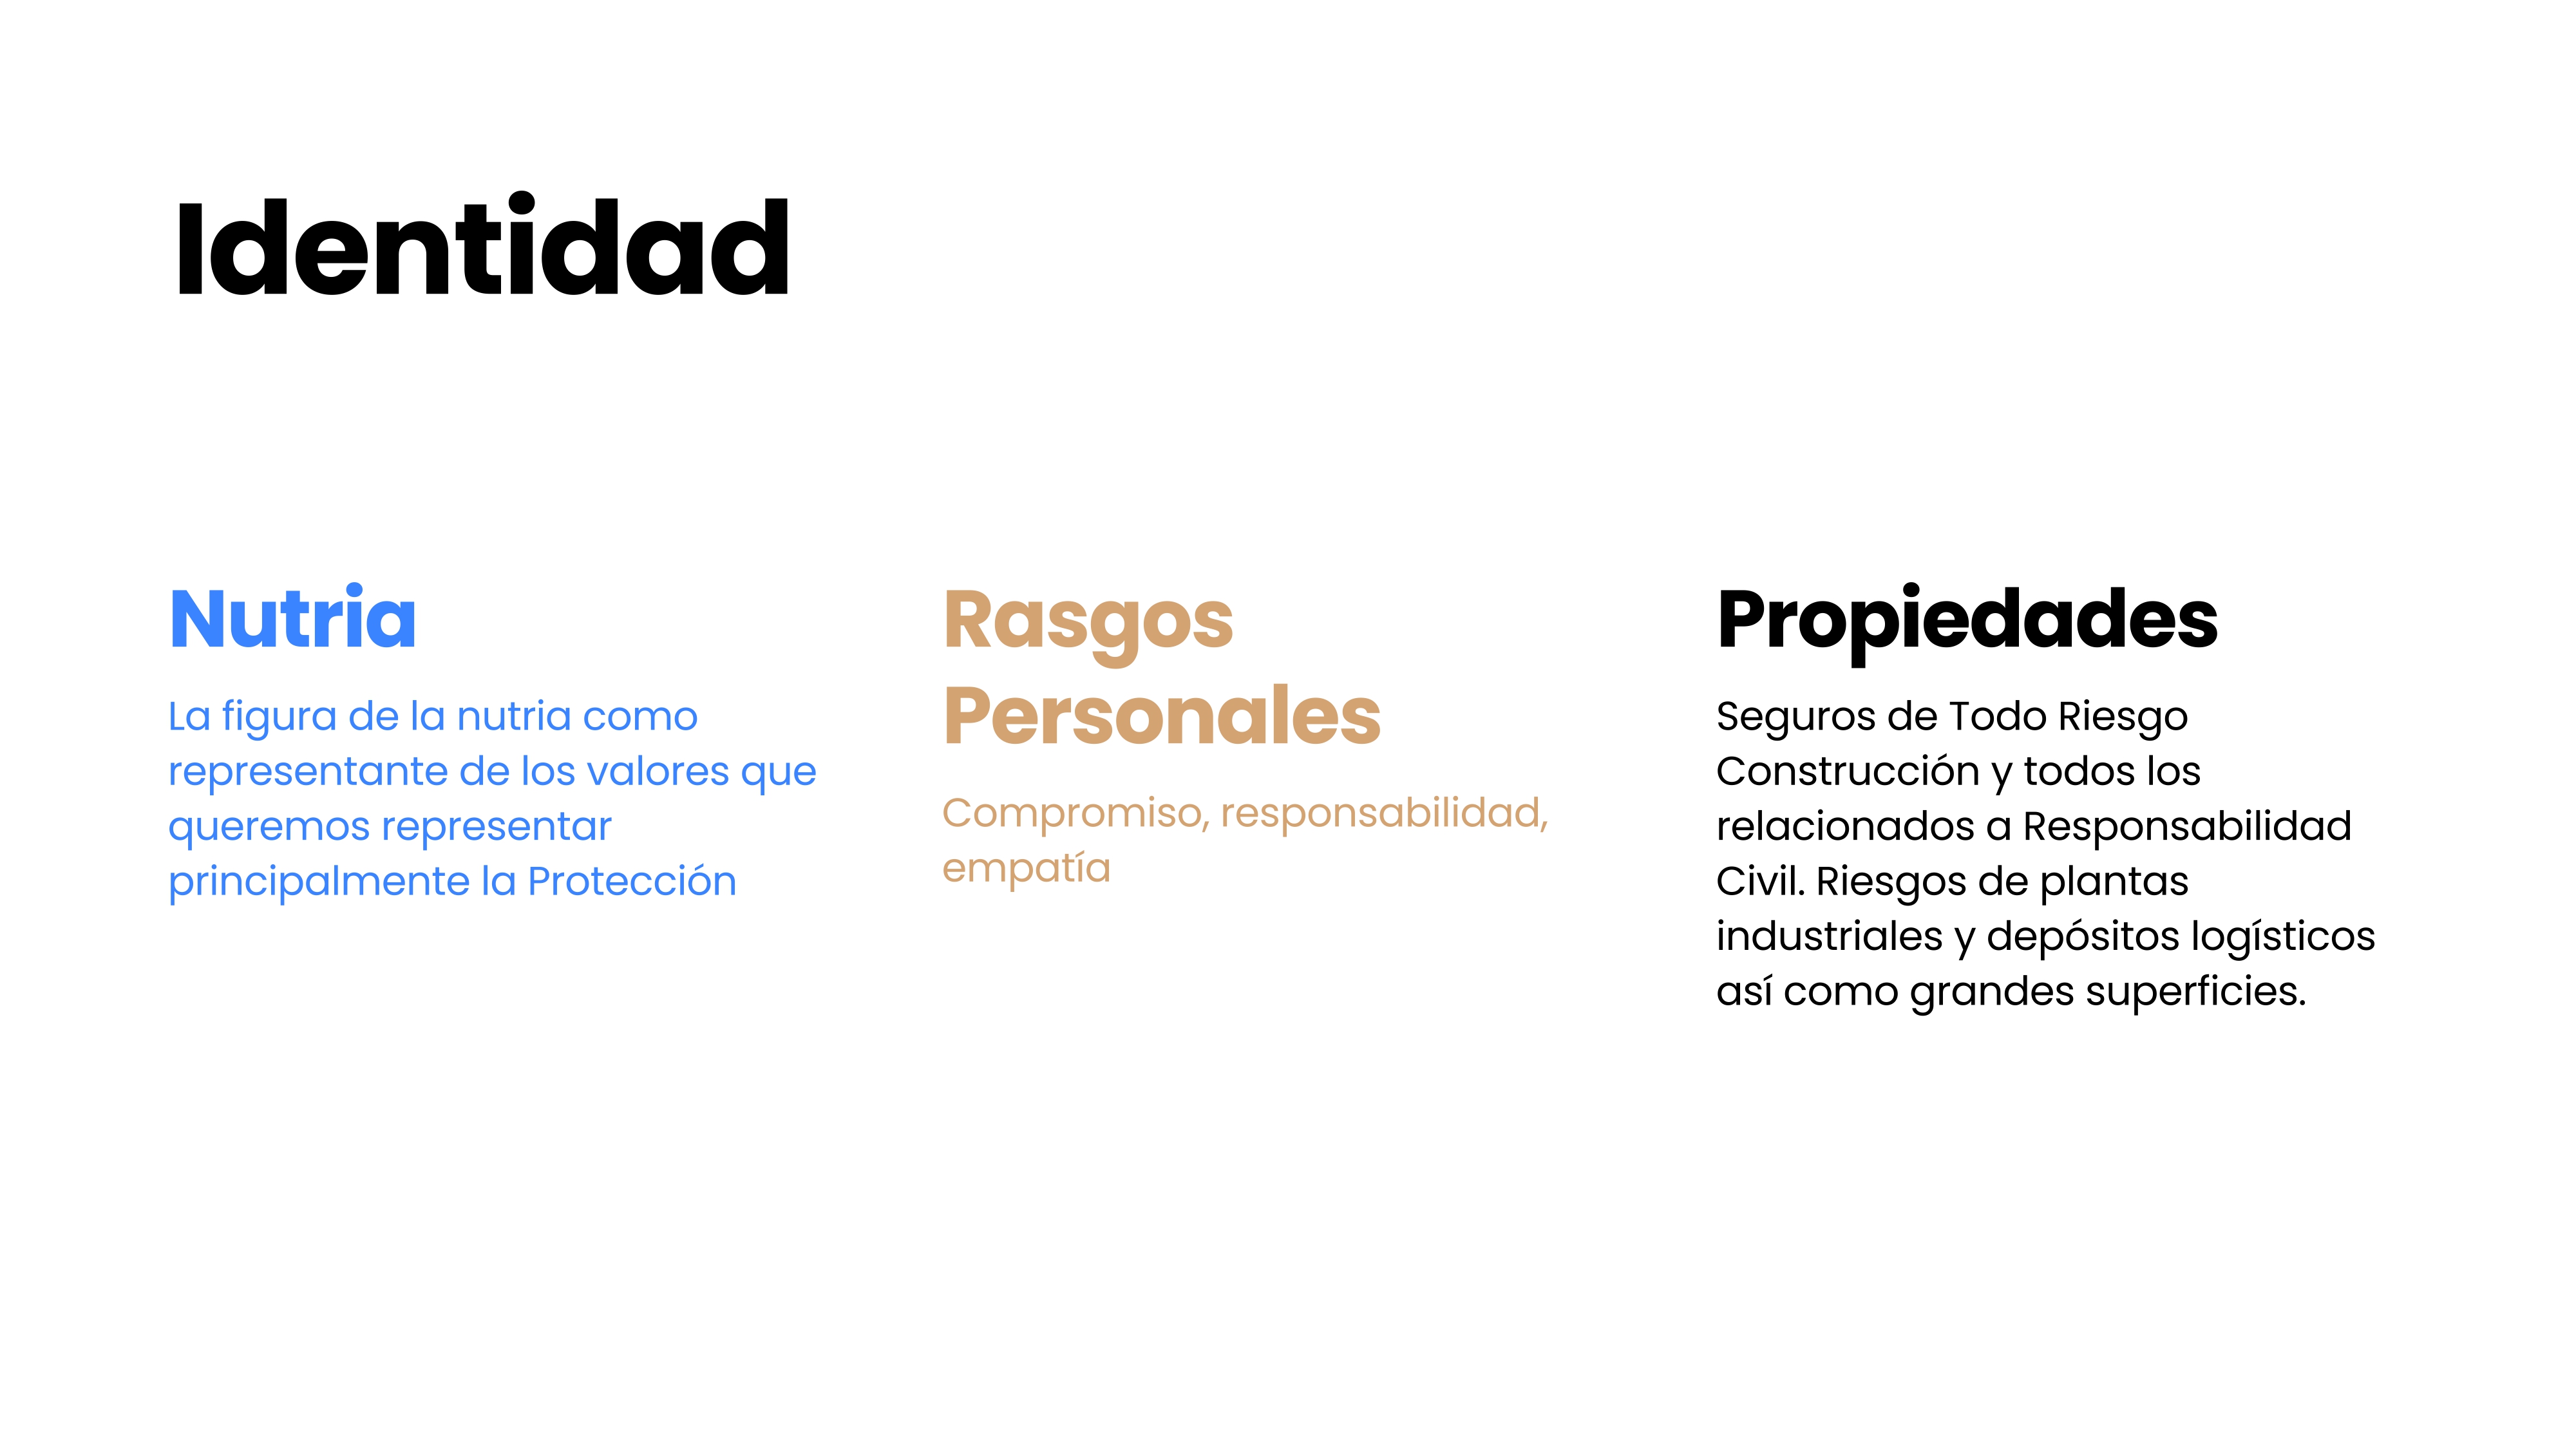 Identidad
Nutria
La figura de la nutria como
representante de los valores que
queremos representar
principalmente la Protección
Rasgos
Personales
Compromiso, responsabilidad,
empatía
Propiedades
Seguros de Todo Riesgo
Construcción y todos los
relacionados a Responsabilidad
Civil. Riesgos de plantas
industriales y depósitos logísticos
así como grandes superficies.